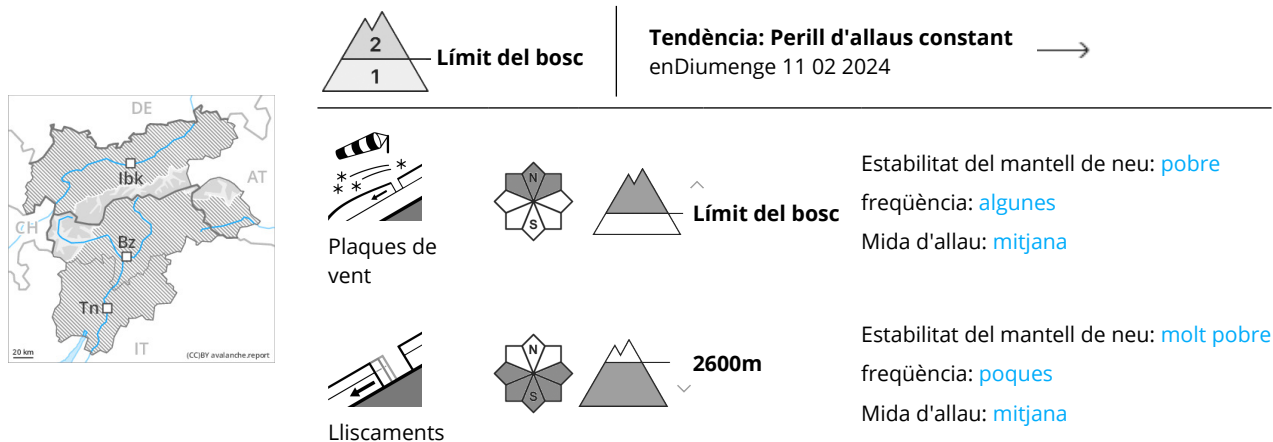 2
1
Límit del bosc
Tendència: Perill d'allaus constant
enDiumenge 11 02 2024
DE
Ibk
AT
CH
Bz
Tn
IT
20 km
(CC)BY avalanche.report
Plaques de
vent
N
S
Límit del bosc
Estabilitat del mantell de neu: pobre
freqüència: algunes
Mida d'allau: mitjana
Lliscaments
N
S
2600m
Estabilitat del mantell de neu: molt pobre
freqüència: poques
Mida d'allau: mitjana